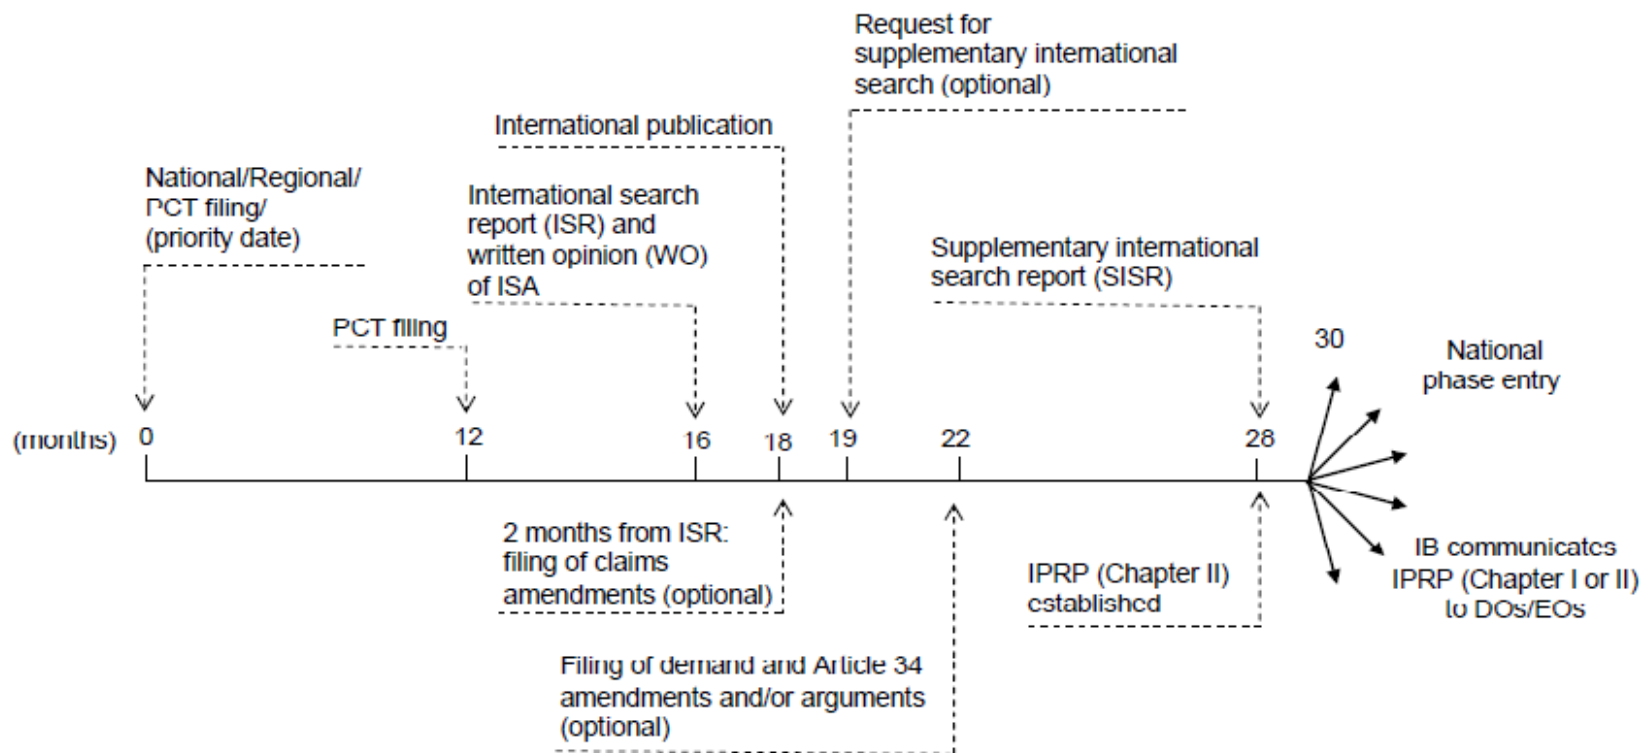 Request for
supplementary international
search (optional)
International publication
National/Regional/
PCT filing/
(priority date)
International search
report (ISR) and
written opinion (WO)
of ISA
Supplementary international
search report (SISR)
PCT filing
30
National
phase entry
(months)
0
12
16
18
19
22
28
2 months from ISR:
filing of claims
amendments (optional)
IPRP (Chapter II)
established
IB communicates
IPRP (Chapter I or II)
to DOs/EOs
Filing of demand and Article 34
amendments and/or arguments
(optional)